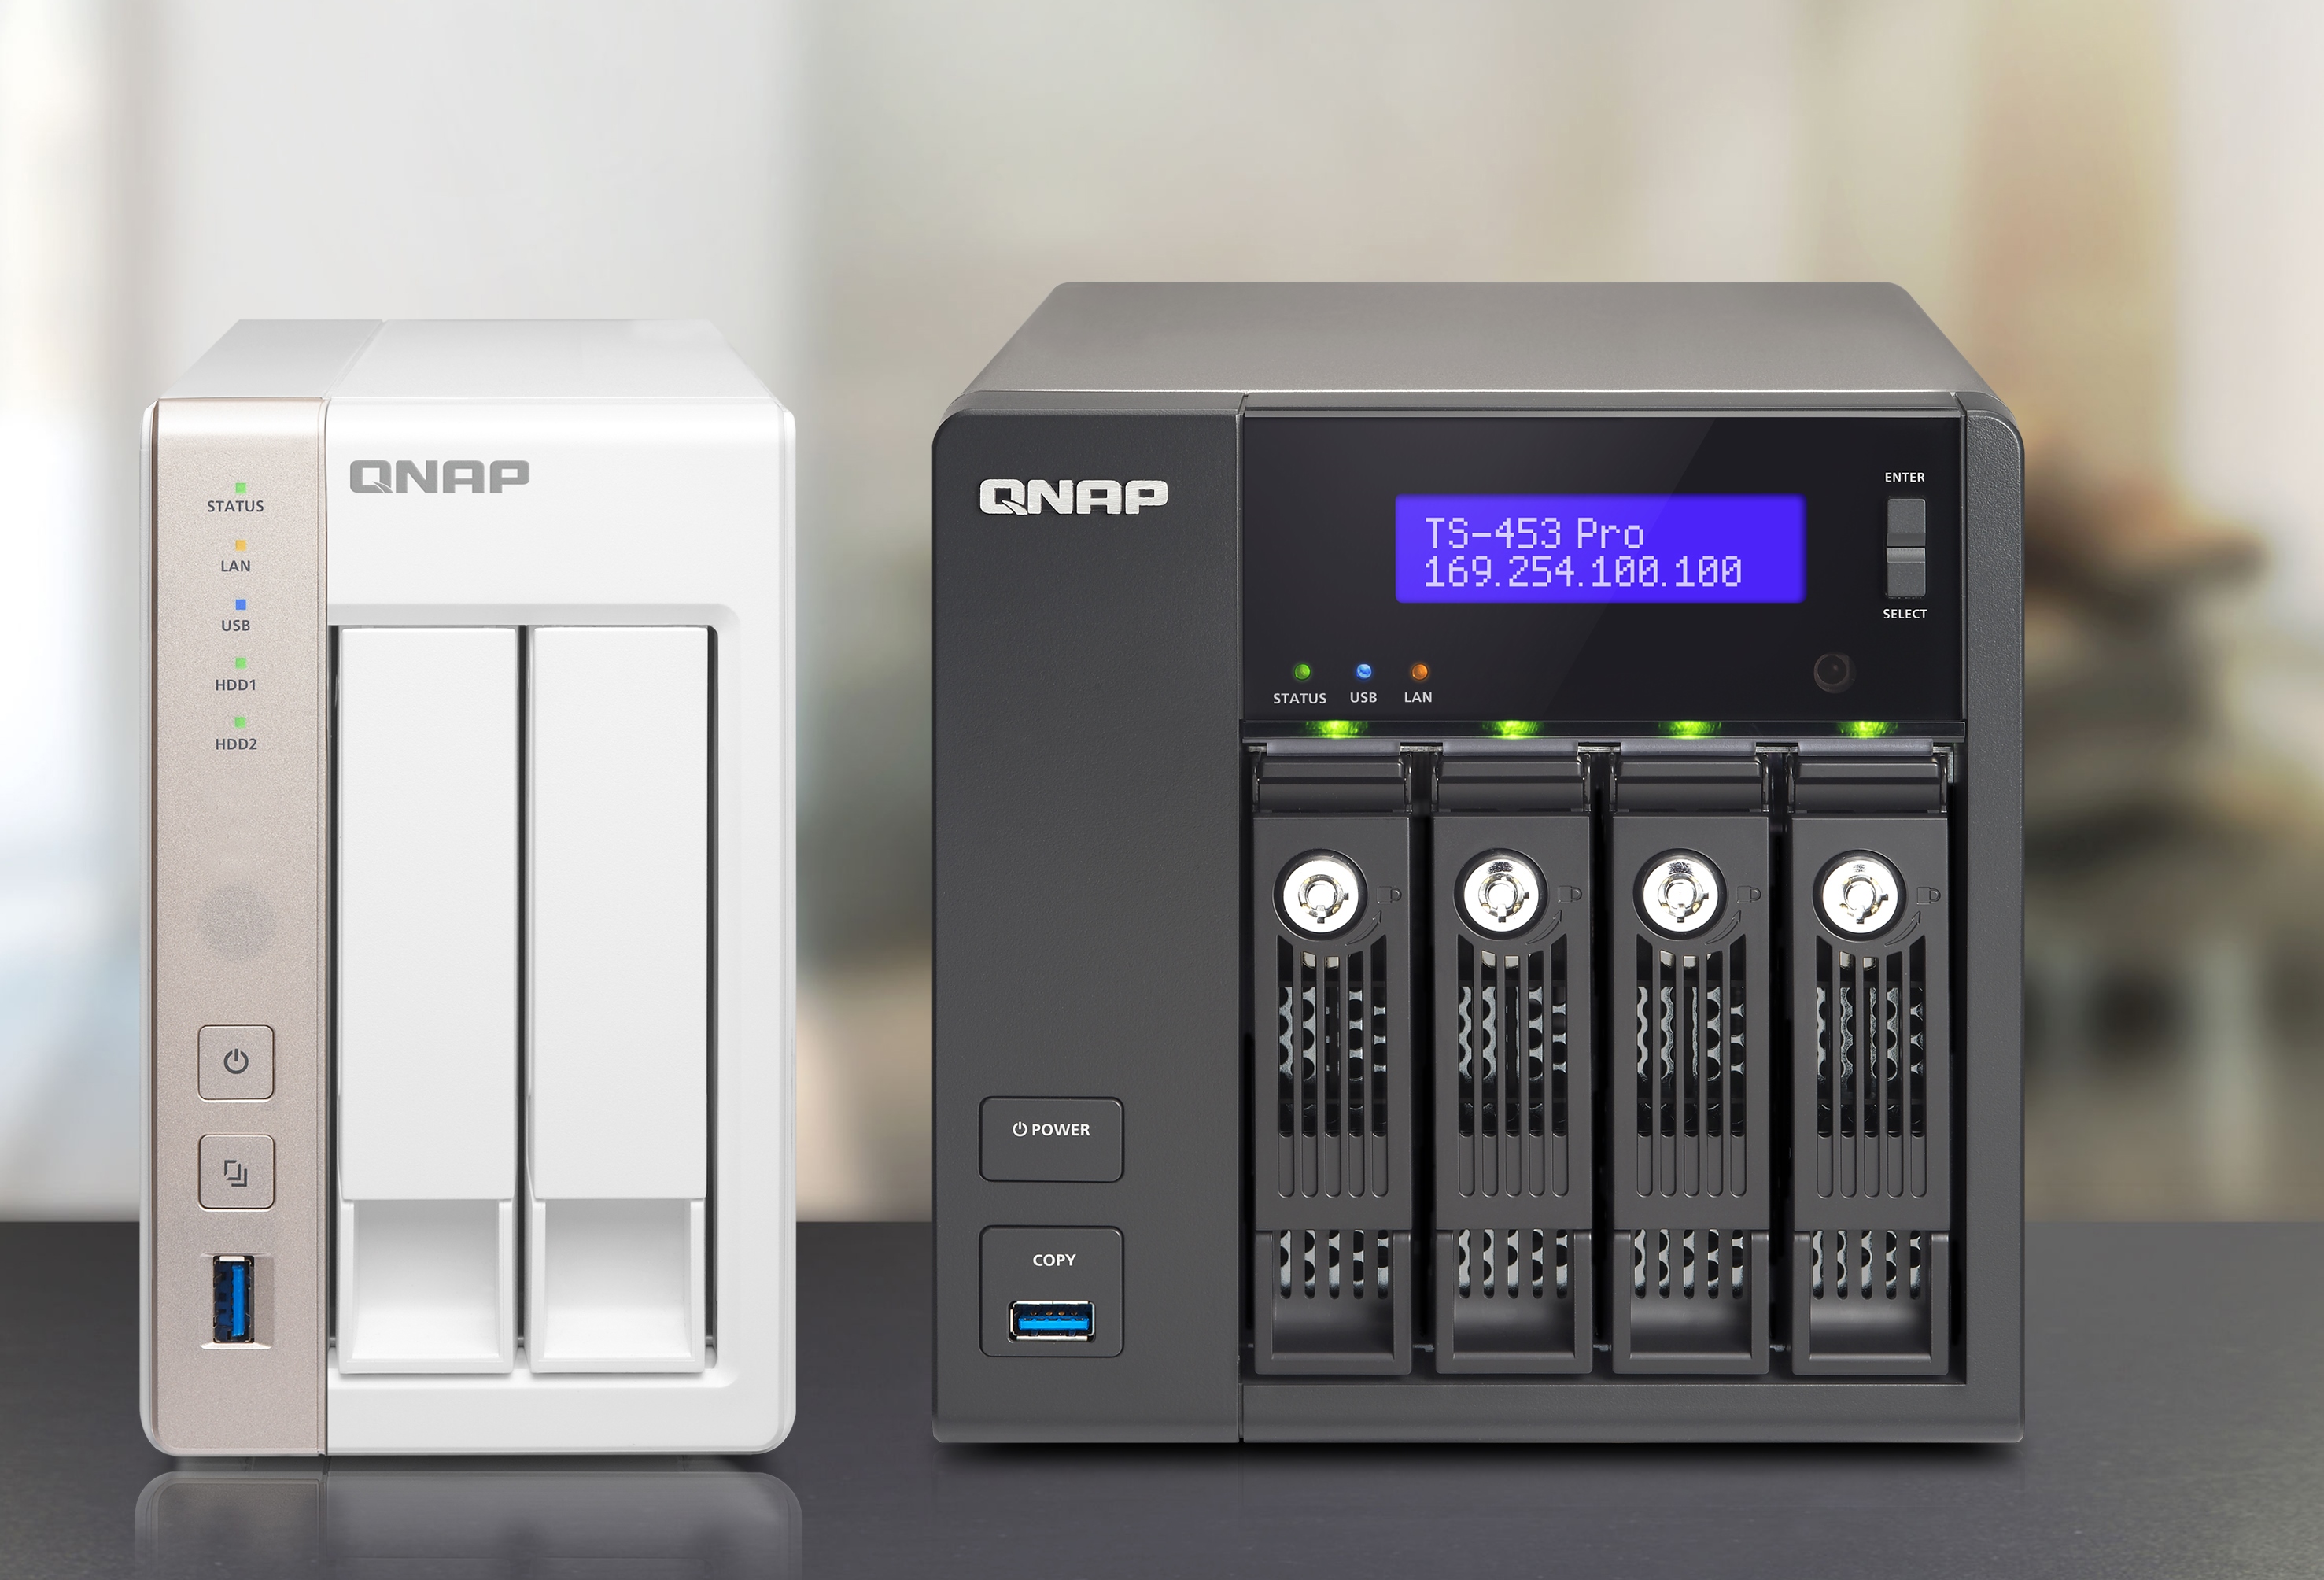 QNAP
STATUS
LAN
USB
HDD1
HDD2
QNAP
TS-453 Pro
169.254.100.100
ENTER
SELECT
STATUS USB LAN
POWER
COPY